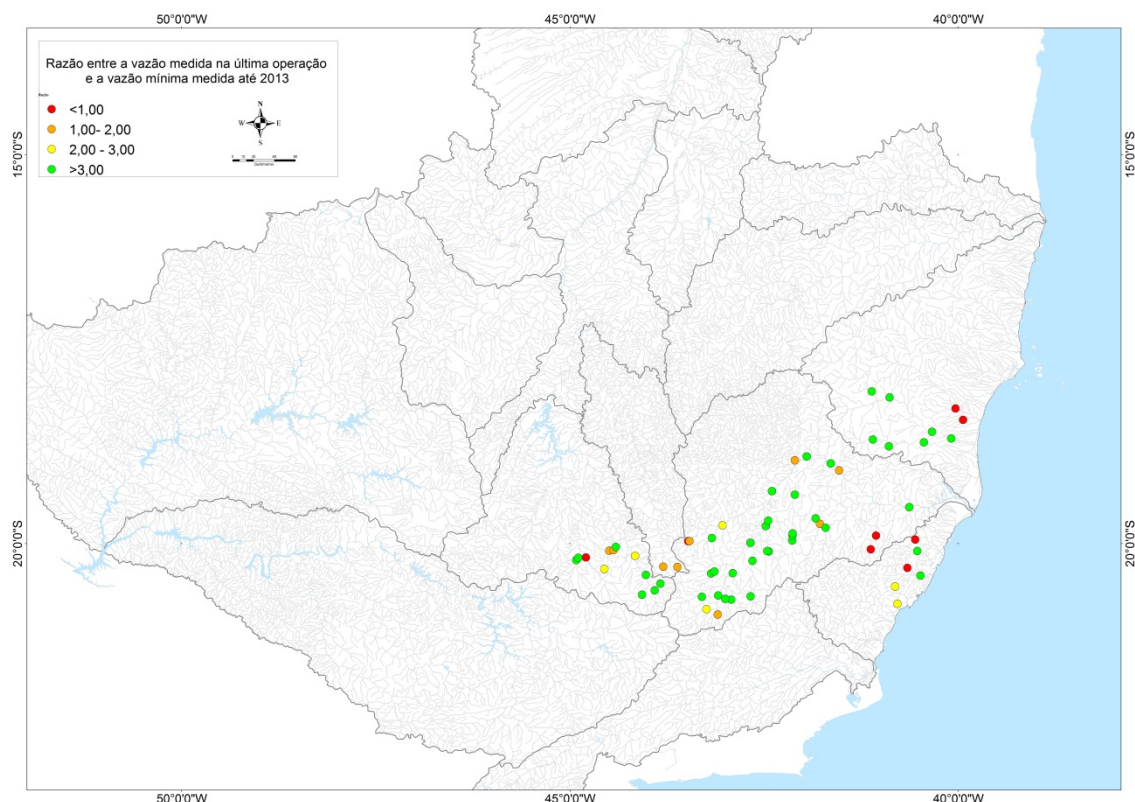 50°0'0"W
45°0'0"W
40°0'0"W
Razão entre a vazão medida na última operação
e a vazão mínima medida até 2013
<1,00
1,00- 2,00
2,00 - 3,00
>3,00
N
W
E
S
15°0'0"S
15°0'0"S
20°0'0"S
20°0'0"S
50°0'0"W
45°0'0"W
40°0'0"W